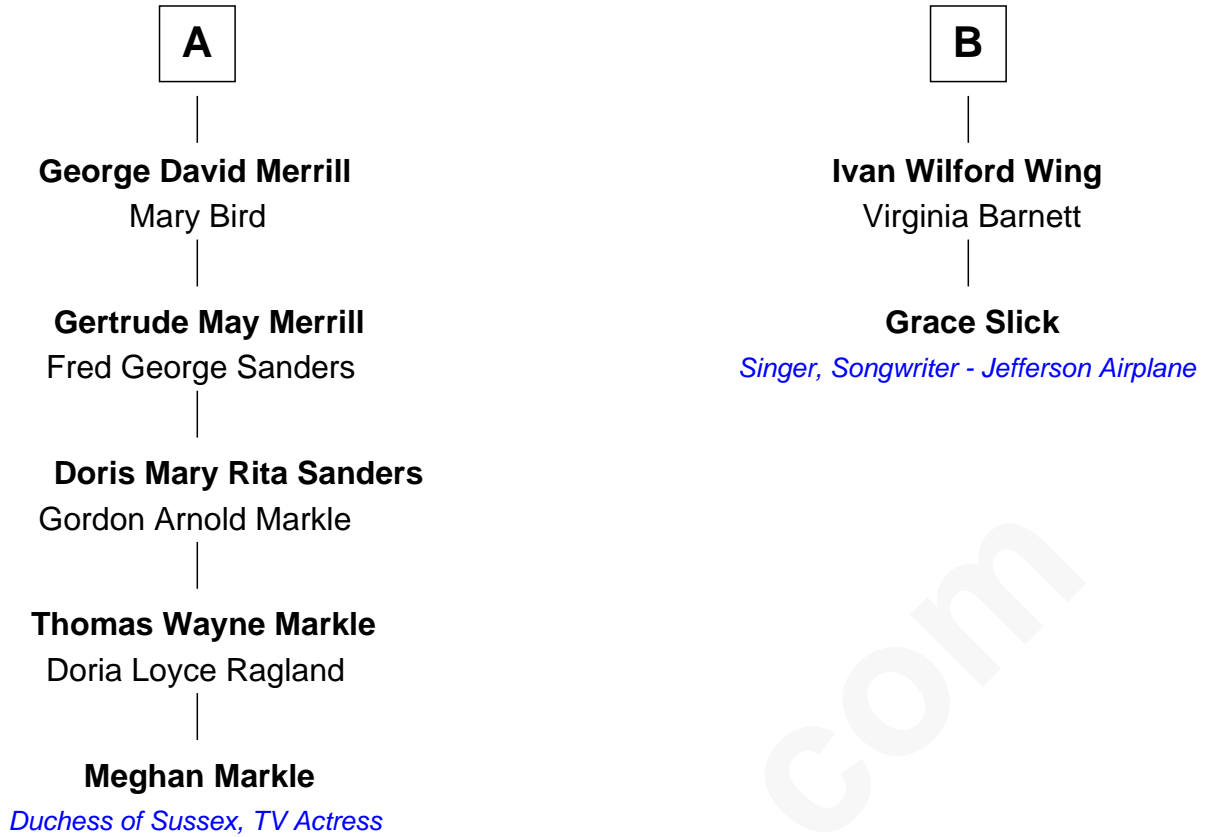 A
George David Merrill
Mary Bird
Gertrude May Merrill
Fred George Sanders
Doris Mary Rita Sanders
Gordon Arnold Markle
Thomas Wayne Markle
Doria Loyce Ragland
Meghan Markle
Duchess of Sussex, TV Actress
B
Ivan Wilford Wing
Virginia Barnett
Grace Slick
Singer, Songwriter - Jefferson Airplane
com